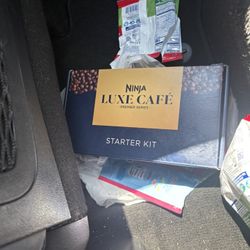 NINJA
LUXE CAFÉ
PREMIER SERIES
STARTER KIT